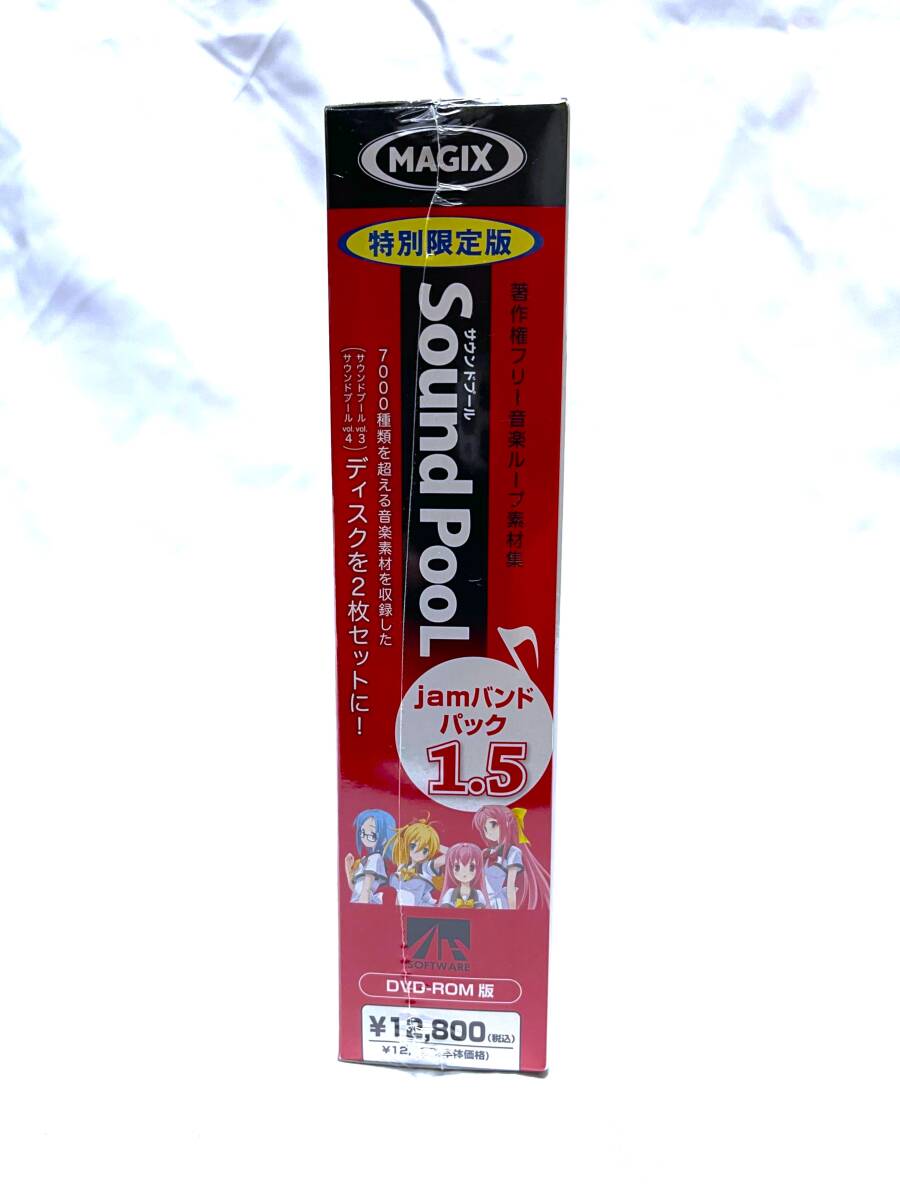 MAGIX
特別限定版
著作権フリー音楽ループ素材集
サウンドプール
Sound PooL
7000種類を超える音楽素材を収録した
(サウンドプール vol.3
サウンドプール vol.4)
ディスクを2枚セットに!
jamバンド
パック
1.5
AH
SOFTWARE
DVD-ROM 版
¥12,800(税込)
本体価格)